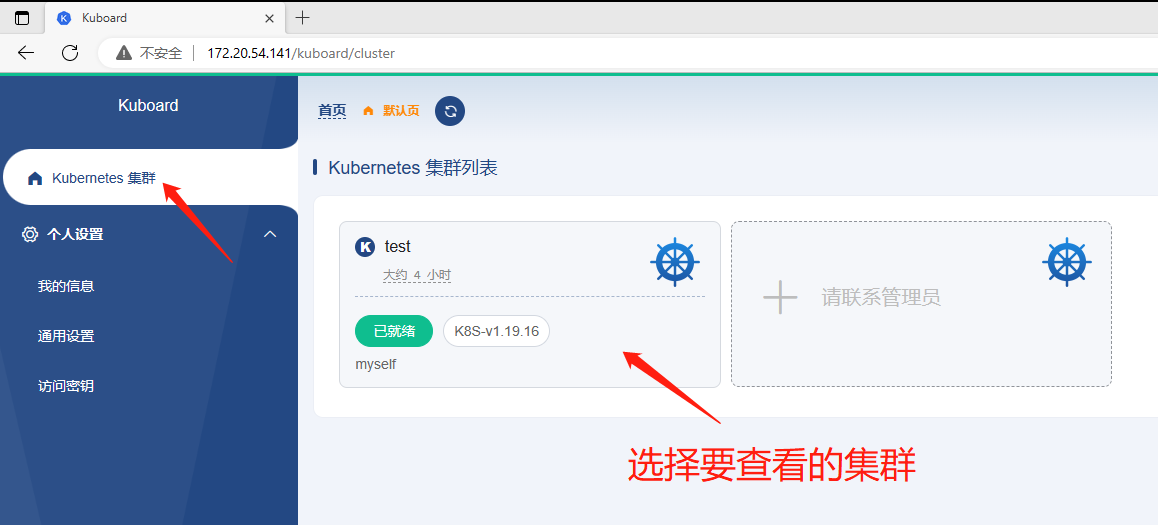 Kuboard
不安全 172.20.54.141/kuboard/cluster
Kuboard
首页 默认页
Kubernetes 集群列表
Kubernetes 集群
个人设置
我的信息
通用设置
访问密钥
K test
大约 4 小时
已就绪 K8S-v1.19.16
myself
请联系管理员
选择要查看的集群